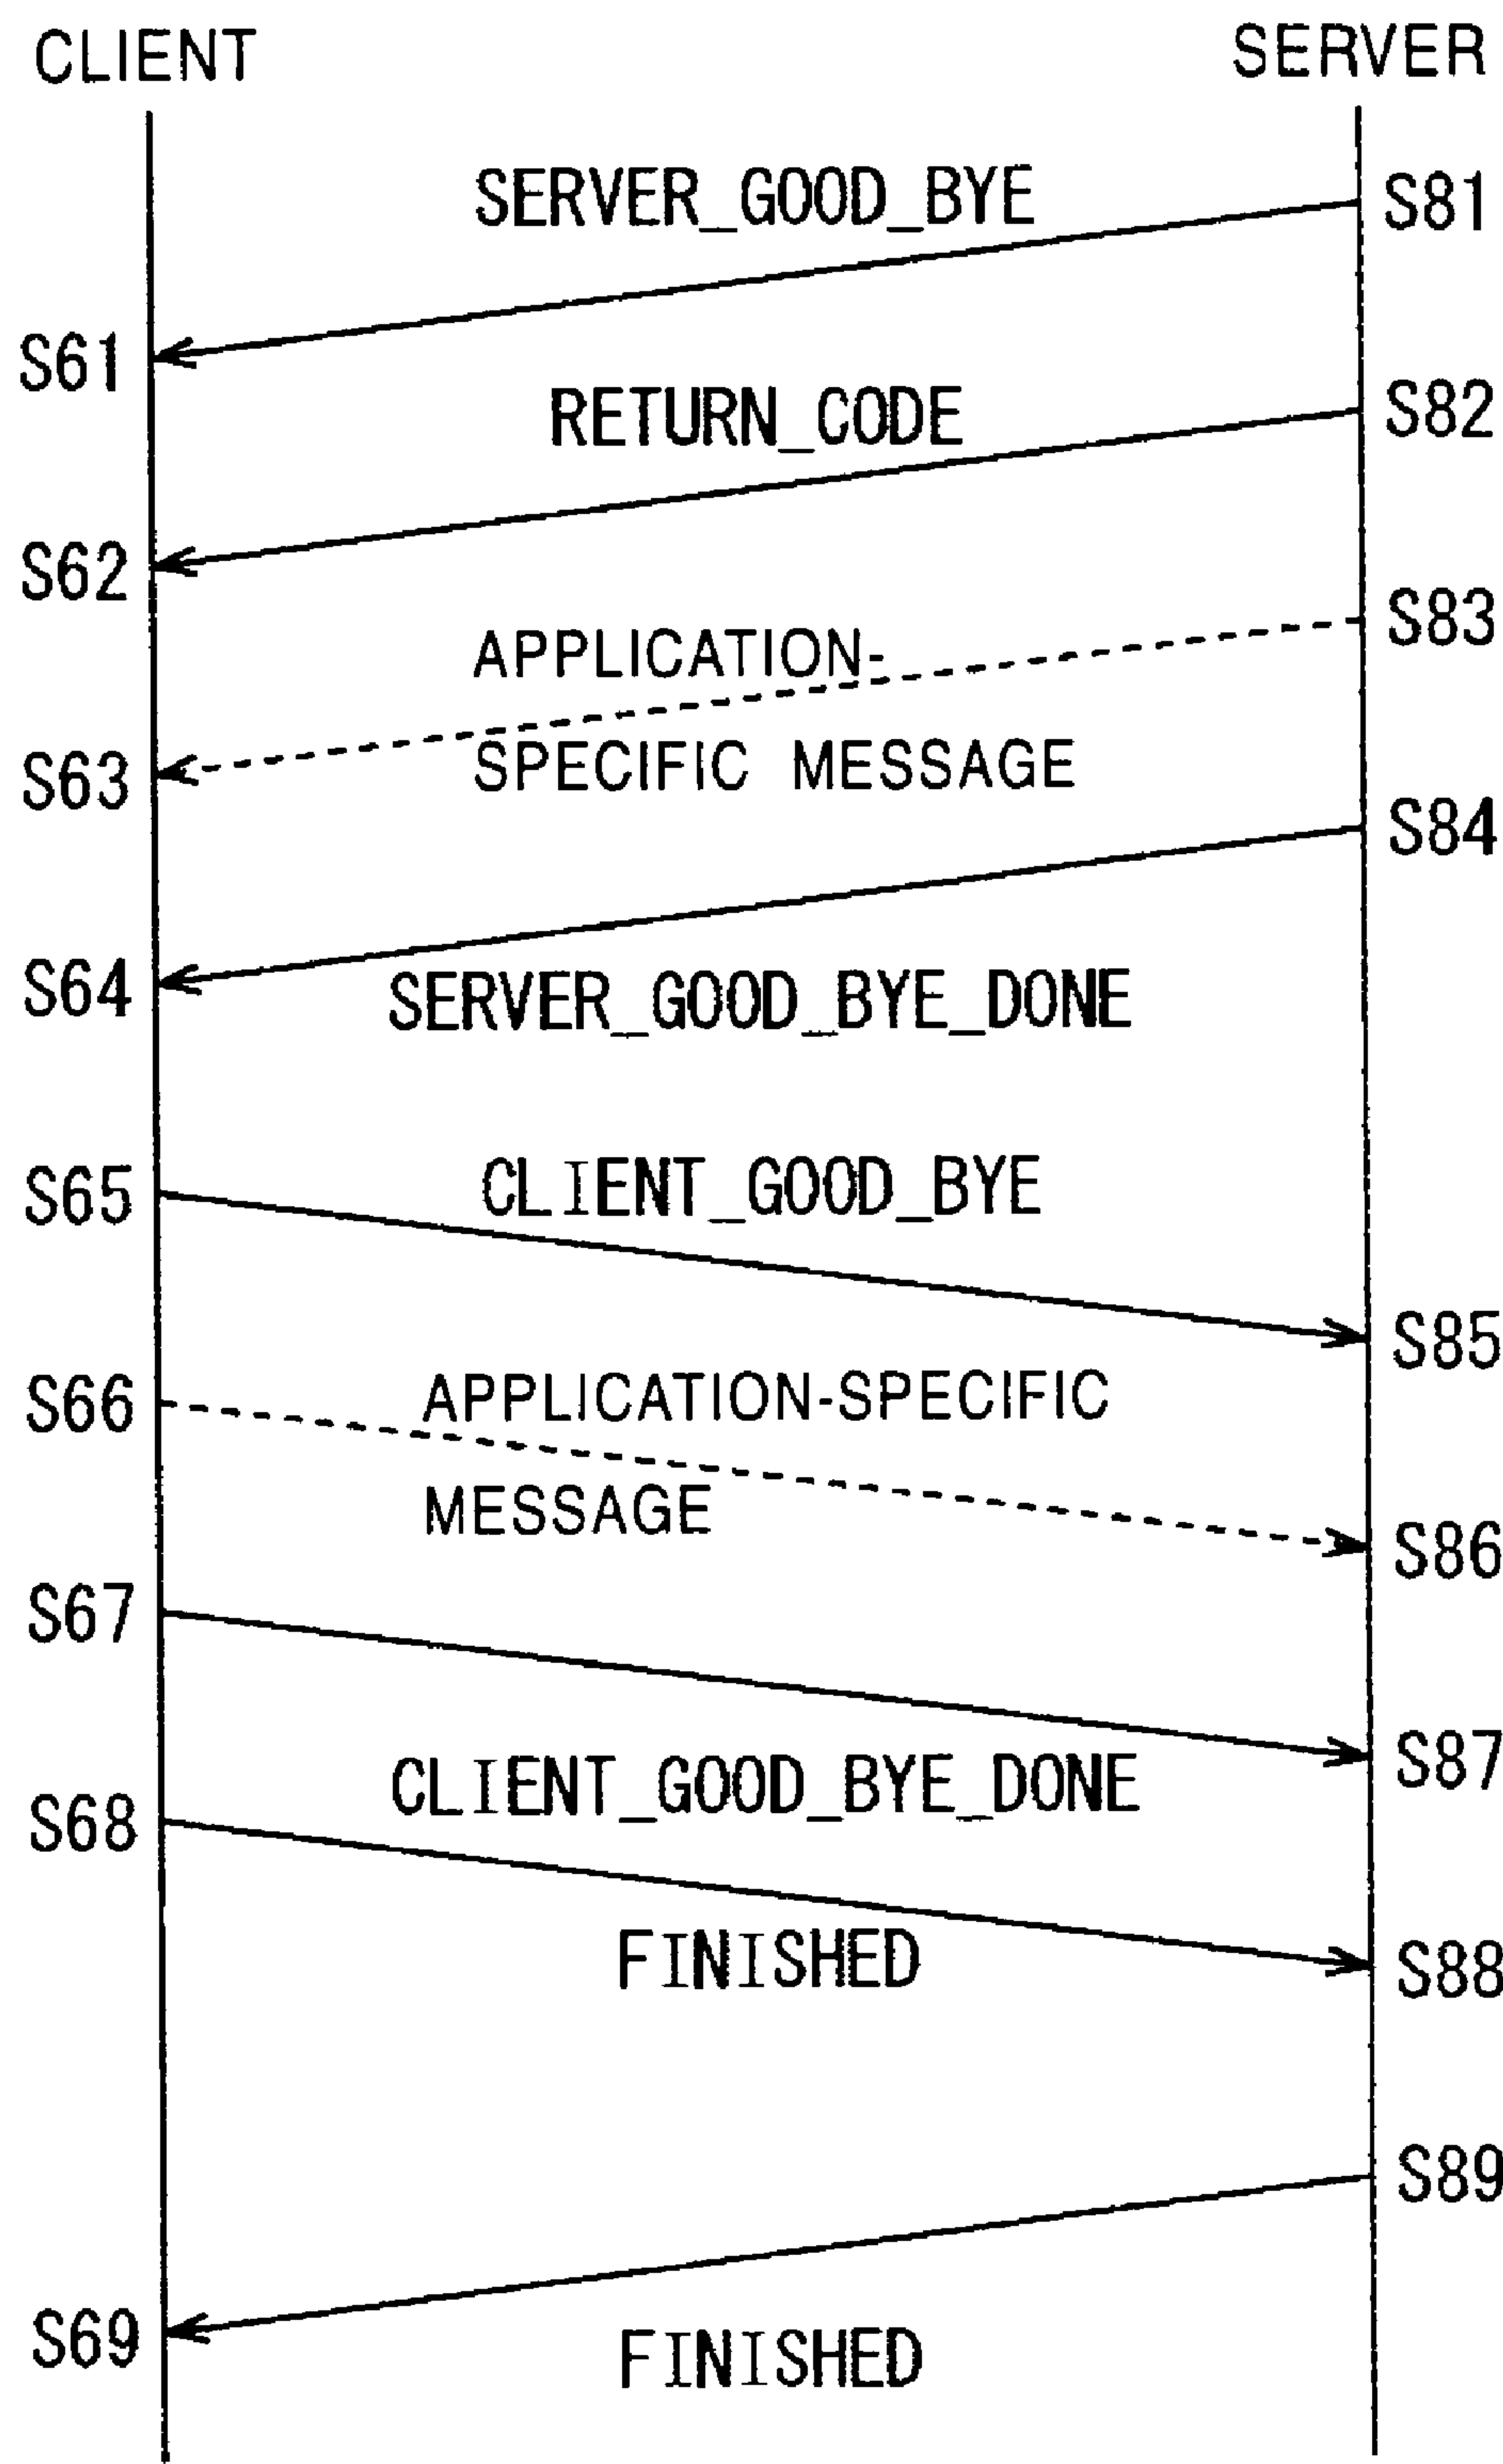 CLIENT
SERVER
SERVER_GOOD_BYE
S81
S61
RETURN_CODE
S82
S62
S83
APPLICATION-
SPECIFIC MESSAGE
S63
S84
S64
SERVER_GOOD_BYE_DONE
S65
CLIENT_GOOD_BYE
S85
S66
APPLICATION-SPECIFIC
MESSAGE
S86
S67
S87
CLIENT_GOOD_BYE_DONE
S68
FINISHED
S88
S89
S69
FINISHED